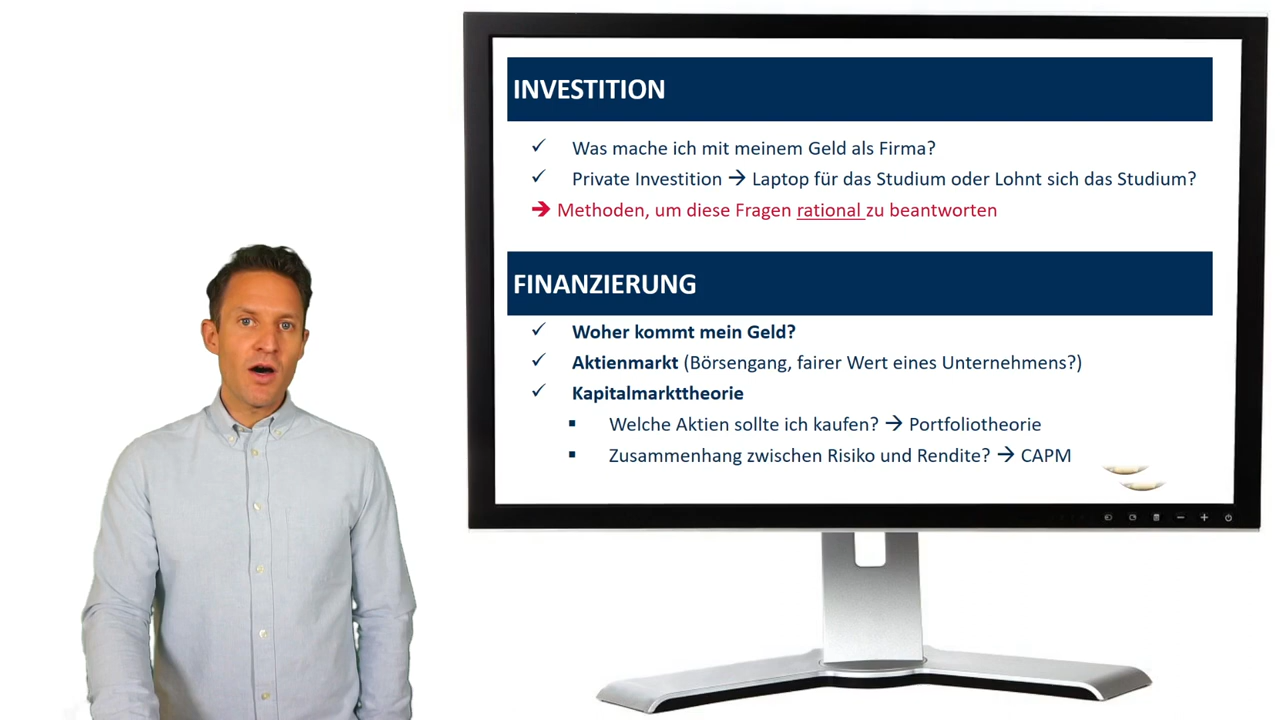 INVESTITION
✓ Was mache ich mit meinem Geld als Firma?
✓ Private Investition → Laptop für das Studium oder Lohnt sich das Studium?
→ Methoden, um diese Fragen rational zu beantworten
FINANZIERUNG
✓ Woher kommt mein Geld?
✓ Aktienmarkt (Börsengang, fairer Wert eines Unternehmens?)
✓ Kapitalmarkttheorie
▪ Welche Aktien sollte ich kaufen? → Portfoliotheorie
▪ Zusammenhang zwischen Risiko und Rendite? → CAPM